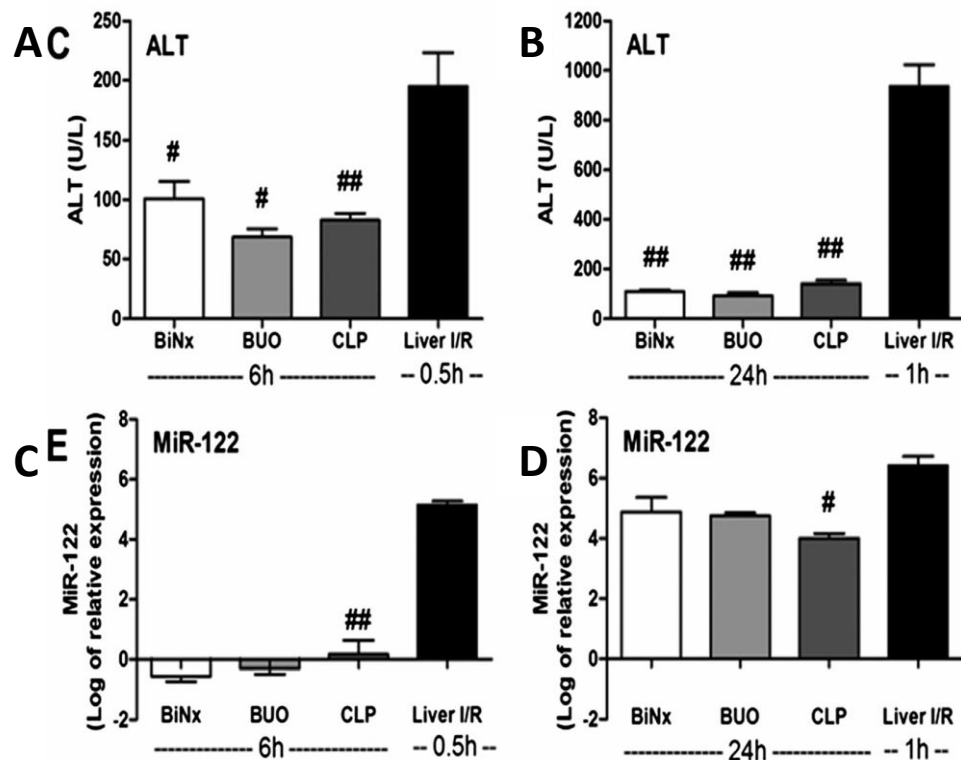 A C ALT
ALT (U/L)
250
200
150
100
50
0
# # ##
BiNx BUO CLP Liver I/R
---------------- 6h ---------------- -- 0.5h --
B ALT
ALT (U/L)
1200
1000
800
600
400
200
0
## ## ##
BiNx BUO CLP Liver I/R
---------------- 24h --------------- -- 1h --
C E MiR-122
MiR-122
(Log of relative expression)
8
6
4
2
0
-2
##
BiNx BUO CLP Liver I/R
---------------- 6h ---------------- -- 0.5h --
D MiR-122
MiR-122
(Log of relative expression)
8
6
4
2
0
-2
#
BiNx BUO CLP Liver I/R
---------------- 24h --------------- -- 1h --